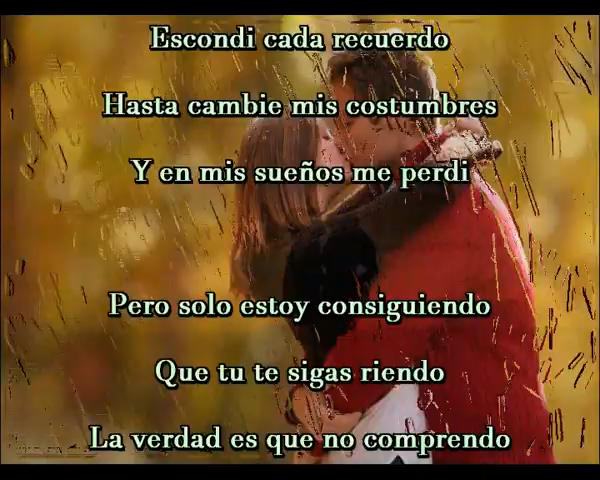 Escondi cada recuerdo
Hasta cambie mis costumbres
Y en mis sueños me perdi
Pero solo estoy consiguiendo
Que tu te sigas riendo
La verdad es que no comprendo